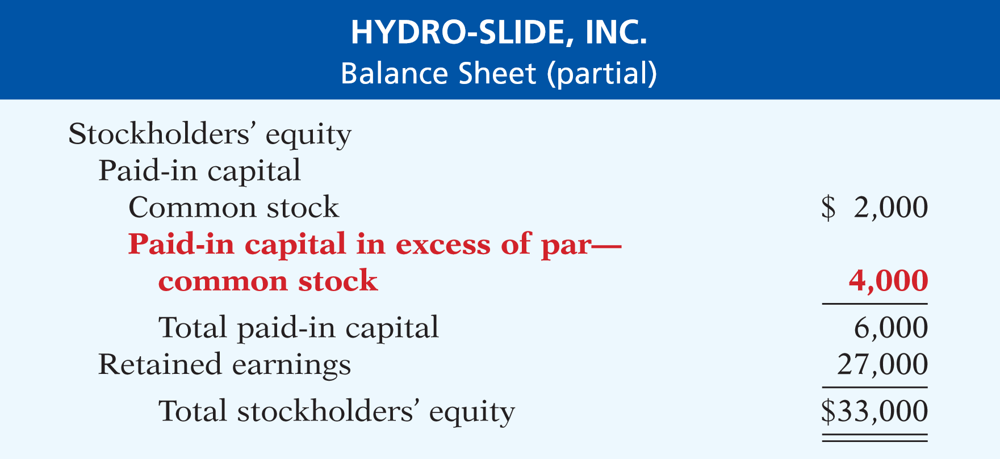 HYDRO-SLIDE, INC.
Balance Sheet (partial)
Stockholders’ equity
Paid-in capital
Common stock $ 2,000
Paid-in capital in excess of par—
common stock 4,000
Total paid-in capital 6,000
Retained earnings 27,000
Total stockholders’ equity $33,000